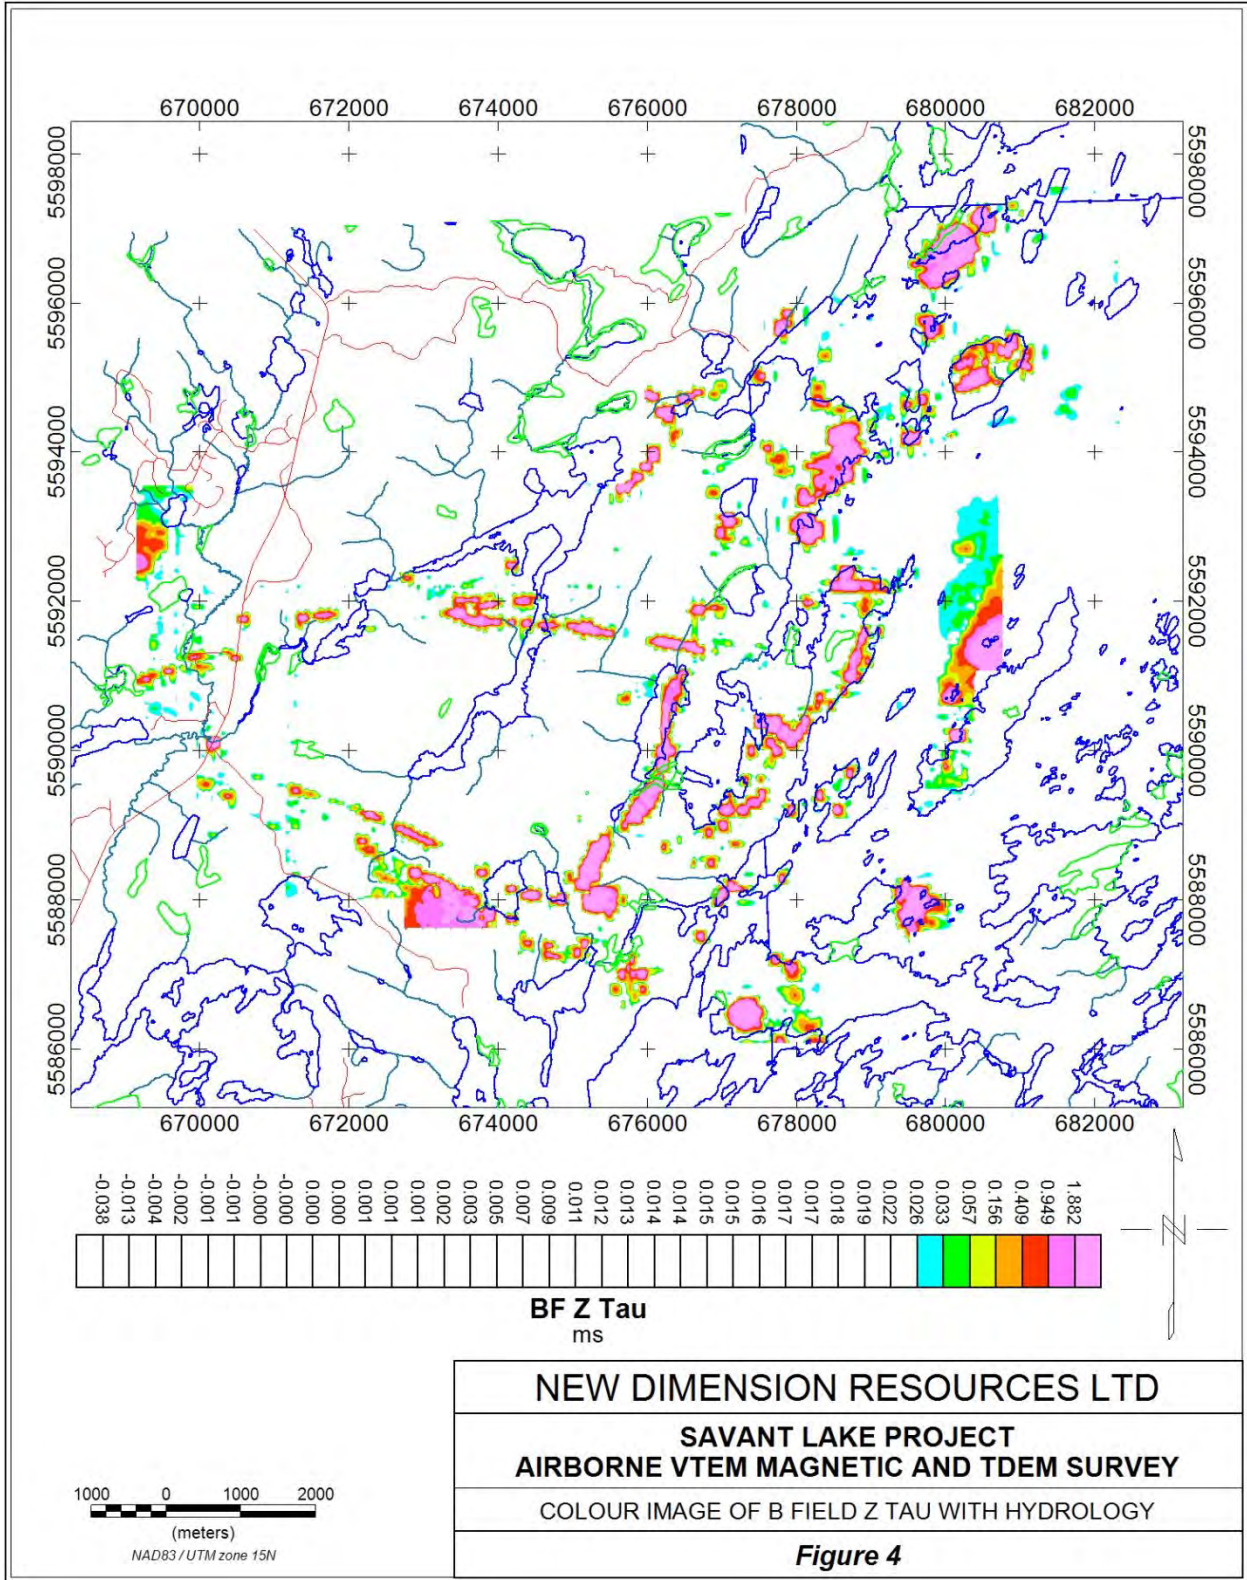 670000 672000 674000 676000 678000 680000 682000
5598000 5598000
5596000 5596000
5594000 5594000
5592000 5592000
5590000 5590000
5588000 5588000
5586000 5586000
670000 672000 674000 676000 678000 680000 682000
-0.038 -0.013 -0.004 -0.002 -0.001 -0.001 -0.000 -0.000 0.000 0.000 0.001 0.001 0.001 0.002 0.003 0.005 0.007 0.009 0.011 0.012 0.013 0.014 0.014 0.015 0.015 0.016 0.017 0.017 0.018 0.019 0.022 0.026 0.033 0.057 0.156 0.409 0.949 1.882
BF Z Tau
ms
N
NEW DIMENSION RESOURCES LTD
SAVANT LAKE PROJECT
AIRBORNE VTEM MAGNETIC AND TDEM SURVEY
COLOUR IMAGE OF B FIELD Z TAU WITH HYDROLOGY
Figure 4
1000 0 1000 2000
(meters)
NAD83 / UTM zone 15N